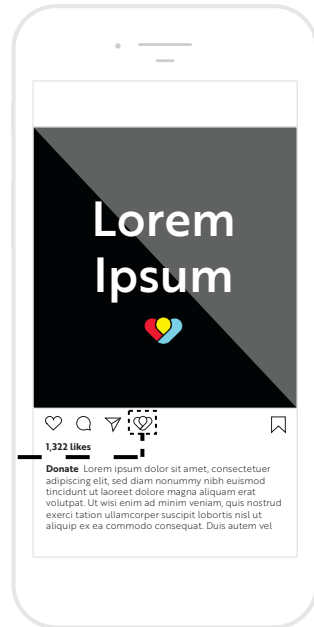 Lorem
Ipsum
1,322 likes
Donate Lorem ipsum dolor sit amet, consectetuer
adipiscing elit, sed diam nonummy nibh euismod
tincidunt ut laoreet dolore magna aliquam erat
volutpat. Ut wisi enim ad minim veniam, quis nostrud
exerci tation ullamcorper suscipit lobortis nisl ut
aliquip ex ea commodo consequat. Duis autem vel